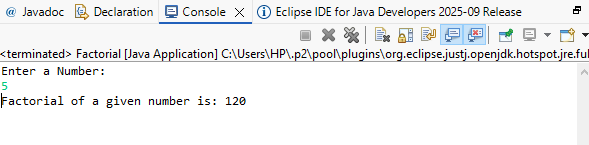 Javadoc Declaration Console Eclipse IDE for Java Developers 2025-09 Release
<terminated> Factorial [Java Application] C:\Users\HP\.p2\pool\plugins\org.eclipse.justj.openjdk.hotspot.jre.ful
Enter a Number:
5
Factorial of a given number is: 120